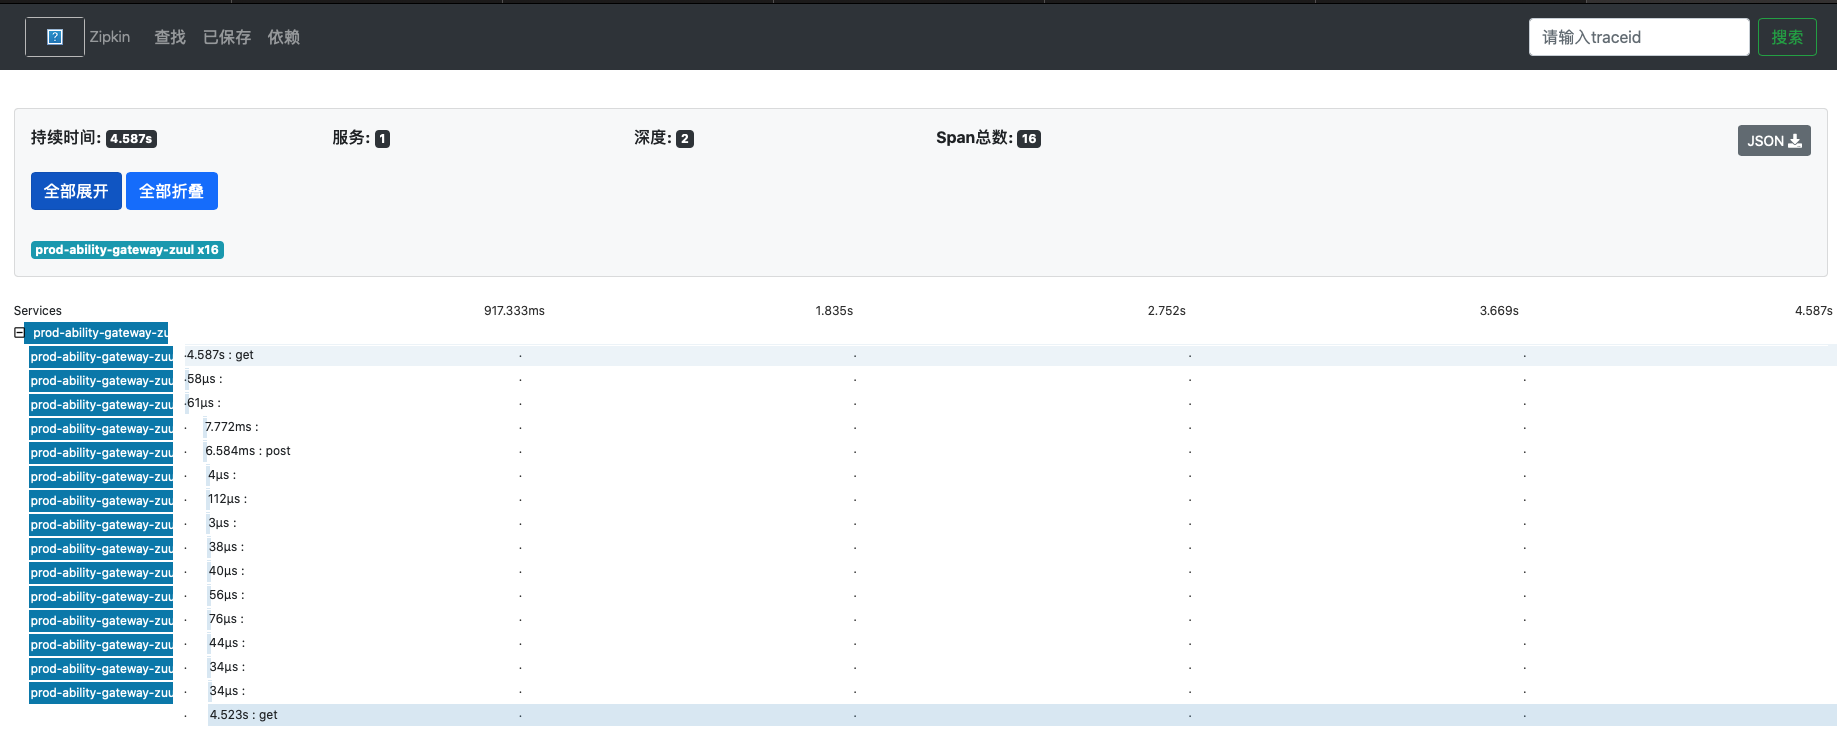 Zipkin 查找 已保存 依赖 请输入traceid 搜索
持续时间: 4.587s 服务: 1 深度: 2 Span总数: 16 JSON
全部展开 全部折叠
prod-ability-gateway-zuul x16
Services 917.333ms 1.835s 2.752s 3.669s 4.587s
prod-ability-gateway-zu
prod-ability-gateway-zuu 4.587s : get
prod-ability-gateway-zuu 58µs :
prod-ability-gateway-zuu 61µs :
prod-ability-gateway-zuu 7.772ms :
prod-ability-gateway-zuu 6.584ms : post
prod-ability-gateway-zuu 4µs :
prod-ability-gateway-zuu 112µs :
prod-ability-gateway-zuu 3µs :
prod-ability-gateway-zuu 38µs :
prod-ability-gateway-zuu 40µs :
prod-ability-gateway-zuu 56µs :
prod-ability-gateway-zuu 76µs :
prod-ability-gateway-zuu 44µs :
prod-ability-gateway-zuu 34µs :
prod-ability-gateway-zuu 34µs :
4.523s : get